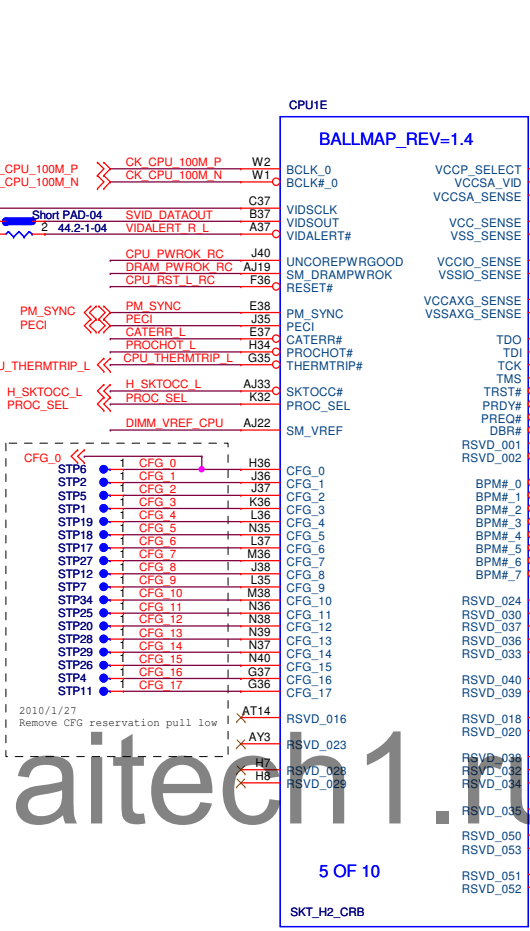 CPU1E
BALLMAP_REV=1.4
CPU_100M_P CK_CPU_100M_P W2 BCLK_0 VCCP_SELECT
CPU_100M_N CK_CPU_100M_N W1 BCLK#_0 VCCSA_VID
VCCSA_SENSE
C37 VIDSCLK
Short PAD-04 SVID_DATAOUT B37 VIDSOUT VCC_SENSE
2 44.2-1-04 VIDALERT_R_L A37 VIDALERT# VSS_SENSE
CPU_PWROK_RC J40 UNCOREPWRGOOD VCCIO_SENSE
DRAM_PWROK_RC AJ19 SM_DRAMPWROK VSSIO_SENSE
CPU_RST_L_RC F36 RESET#
VCCAXG_SENSE
PM_SYNC PM_SYNC E38 PM_SYNC VSSAXG_SENSE
PECI PECI J35 PECI
CATERR_L E37 CATERR# TDO
PROCHOT_L H34 PROCHOT# TDI
U_THERMTRIP_L CPU_THERMTRIP_L G35 THERMTRIP# TCK
TMS
H_SKTOCC_L H_SKTOCC_L AJ33 SKTOCC# TRST#
PROC_SEL PROC_SEL K32 PROC_SEL PRDY#
PREQ#
DIMM_VREF_CPU AJ22 SM_VREF DBR#
RSVD_001
CFG_0 RSVD_002
STP6 1 CFG_0 H36 CFG_0
STP2 1 CFG_1 J36 CFG_1 BPM#_0
STP5 1 CFG_2 J37 CFG_2 BPM#_1
STP1 1 CFG_3 K36 CFG_3 BPM#_2
STP19 1 CFG_4 L36 CFG_4 BPM#_3
STP18 1 CFG_5 N35 CFG_5 BPM#_4
STP17 1 CFG_6 L37 CFG_6 BPM#_5
STP27 1 CFG_7 M36 CFG_7 BPM#_6
STP12 1 CFG_8 J38 CFG_8 BPM#_7
STP7 1 CFG_9 L35 CFG_9
STP34 1 CFG_10 M38 CFG_10 RSVD_024
STP25 1 CFG_11 N36 CFG_11 RSVD_030
STP20 1 CFG_12 N38 CFG_12 RSVD_037
STP28 1 CFG_13 N39 CFG_13 RSVD_036
STP29 1 CFG_14 N37 CFG_14 RSVD_033
STP26 1 CFG_15 N40 CFG_15
STP4 1 CFG_16 G37 CFG_16 RSVD_040
STP11 1 CFG_17 G36 CFG_17 RSVD_039
2010/1/27
Remove CFG reservation pull low
AT14 RSVD_016 RSVD_018
RSVD_020
AY3 RSVD_023
RSVD_038
H7 RSVD_028 RSVD_032
H8 RSVD_029 RSVD_034
aitech1.ru
RSVD_035
RSVD_050
RSVD_053
5 OF 10 RSVD_051
RSVD_052
SKT_H2_CRB